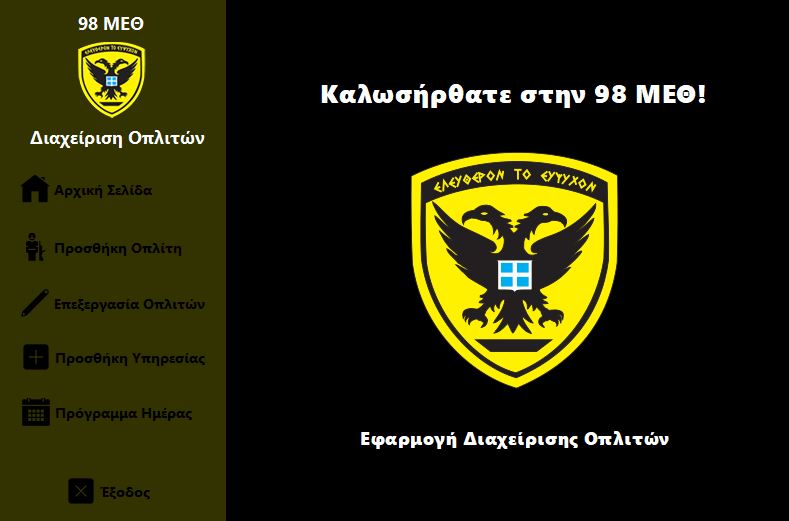 98 ΜΕΘ
ΕΛΕΥΘΕΡΟΝ ΤΟ ΕΥΨΥΧΟΝ
Διαχείριση Οπλιτών
Αρχική Σελίδα
Προσθήκη Οπλίτη
Επεξεργασία Οπλιτών
Προσθήκη Υπηρεσίας
Πρόγραμμα Ημέρας
Έξοδος
Καλωσήρθατε στην 98 ΜΕΘ!
ΕΛΕΥΘΕΡΟΝ ΤΟ ΕΥΨΥΧΟΝ
Εφαρμογή Διαχείρισης Οπλιτών